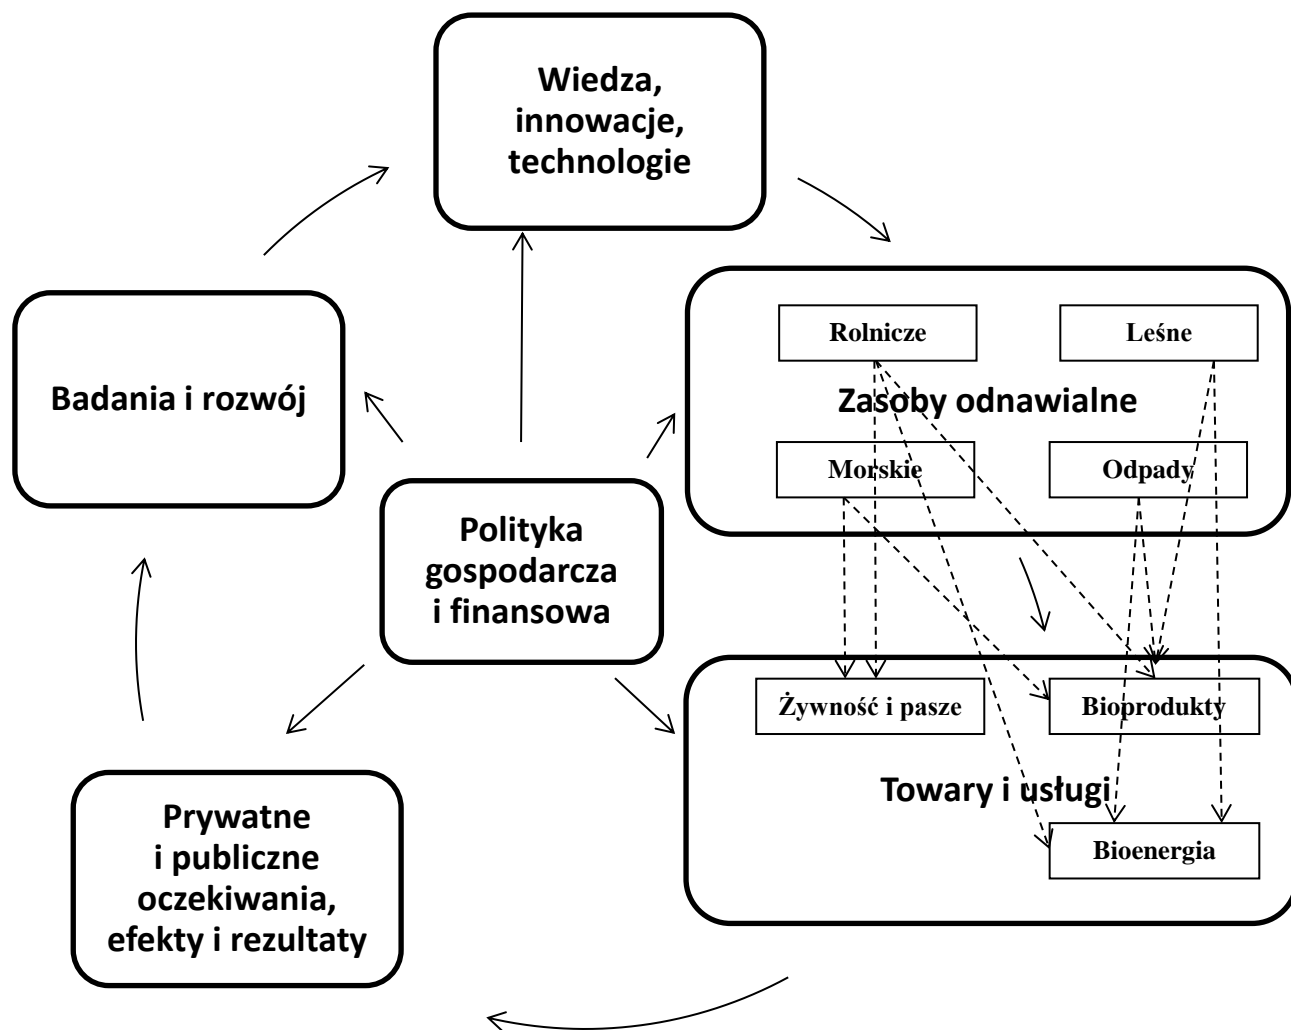 Wiedza,
innowacje,
technologie
Badania i rozwój
Rolnicze
Leśne
Zasoby odnawialne
Morskie
Odpady
Polityka
gospodarcza
i finansowa
Żywność i pasze
Bioprodukty
Towary i usługi
Bioenergia
Prywatne
i publiczne
oczekiwania,
efekty i rezultaty